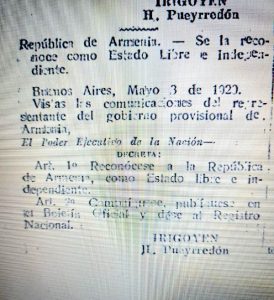 IRIGOYEN
H. Pueyrredón
República de Armenia. — Se la reco-
noce como Estado Libre e Indepen-
diente.
Buenos Aires, Mayo 3 de 1920.
Vistas las comunicaciones del repre-
sentante del gobierno provisional de
Armenia,
El Poder Ejecutivo de la Nación—
DECRETA:
Art. 1º Reconócese a la República
de Armenia, como Estado libre e in-
dependiente.
Art. 2º Comuníquese, publíquese en
el Boletín Oficial y dése al Registro
Nacional.
IRIGOYEN
H. Pueyrredón